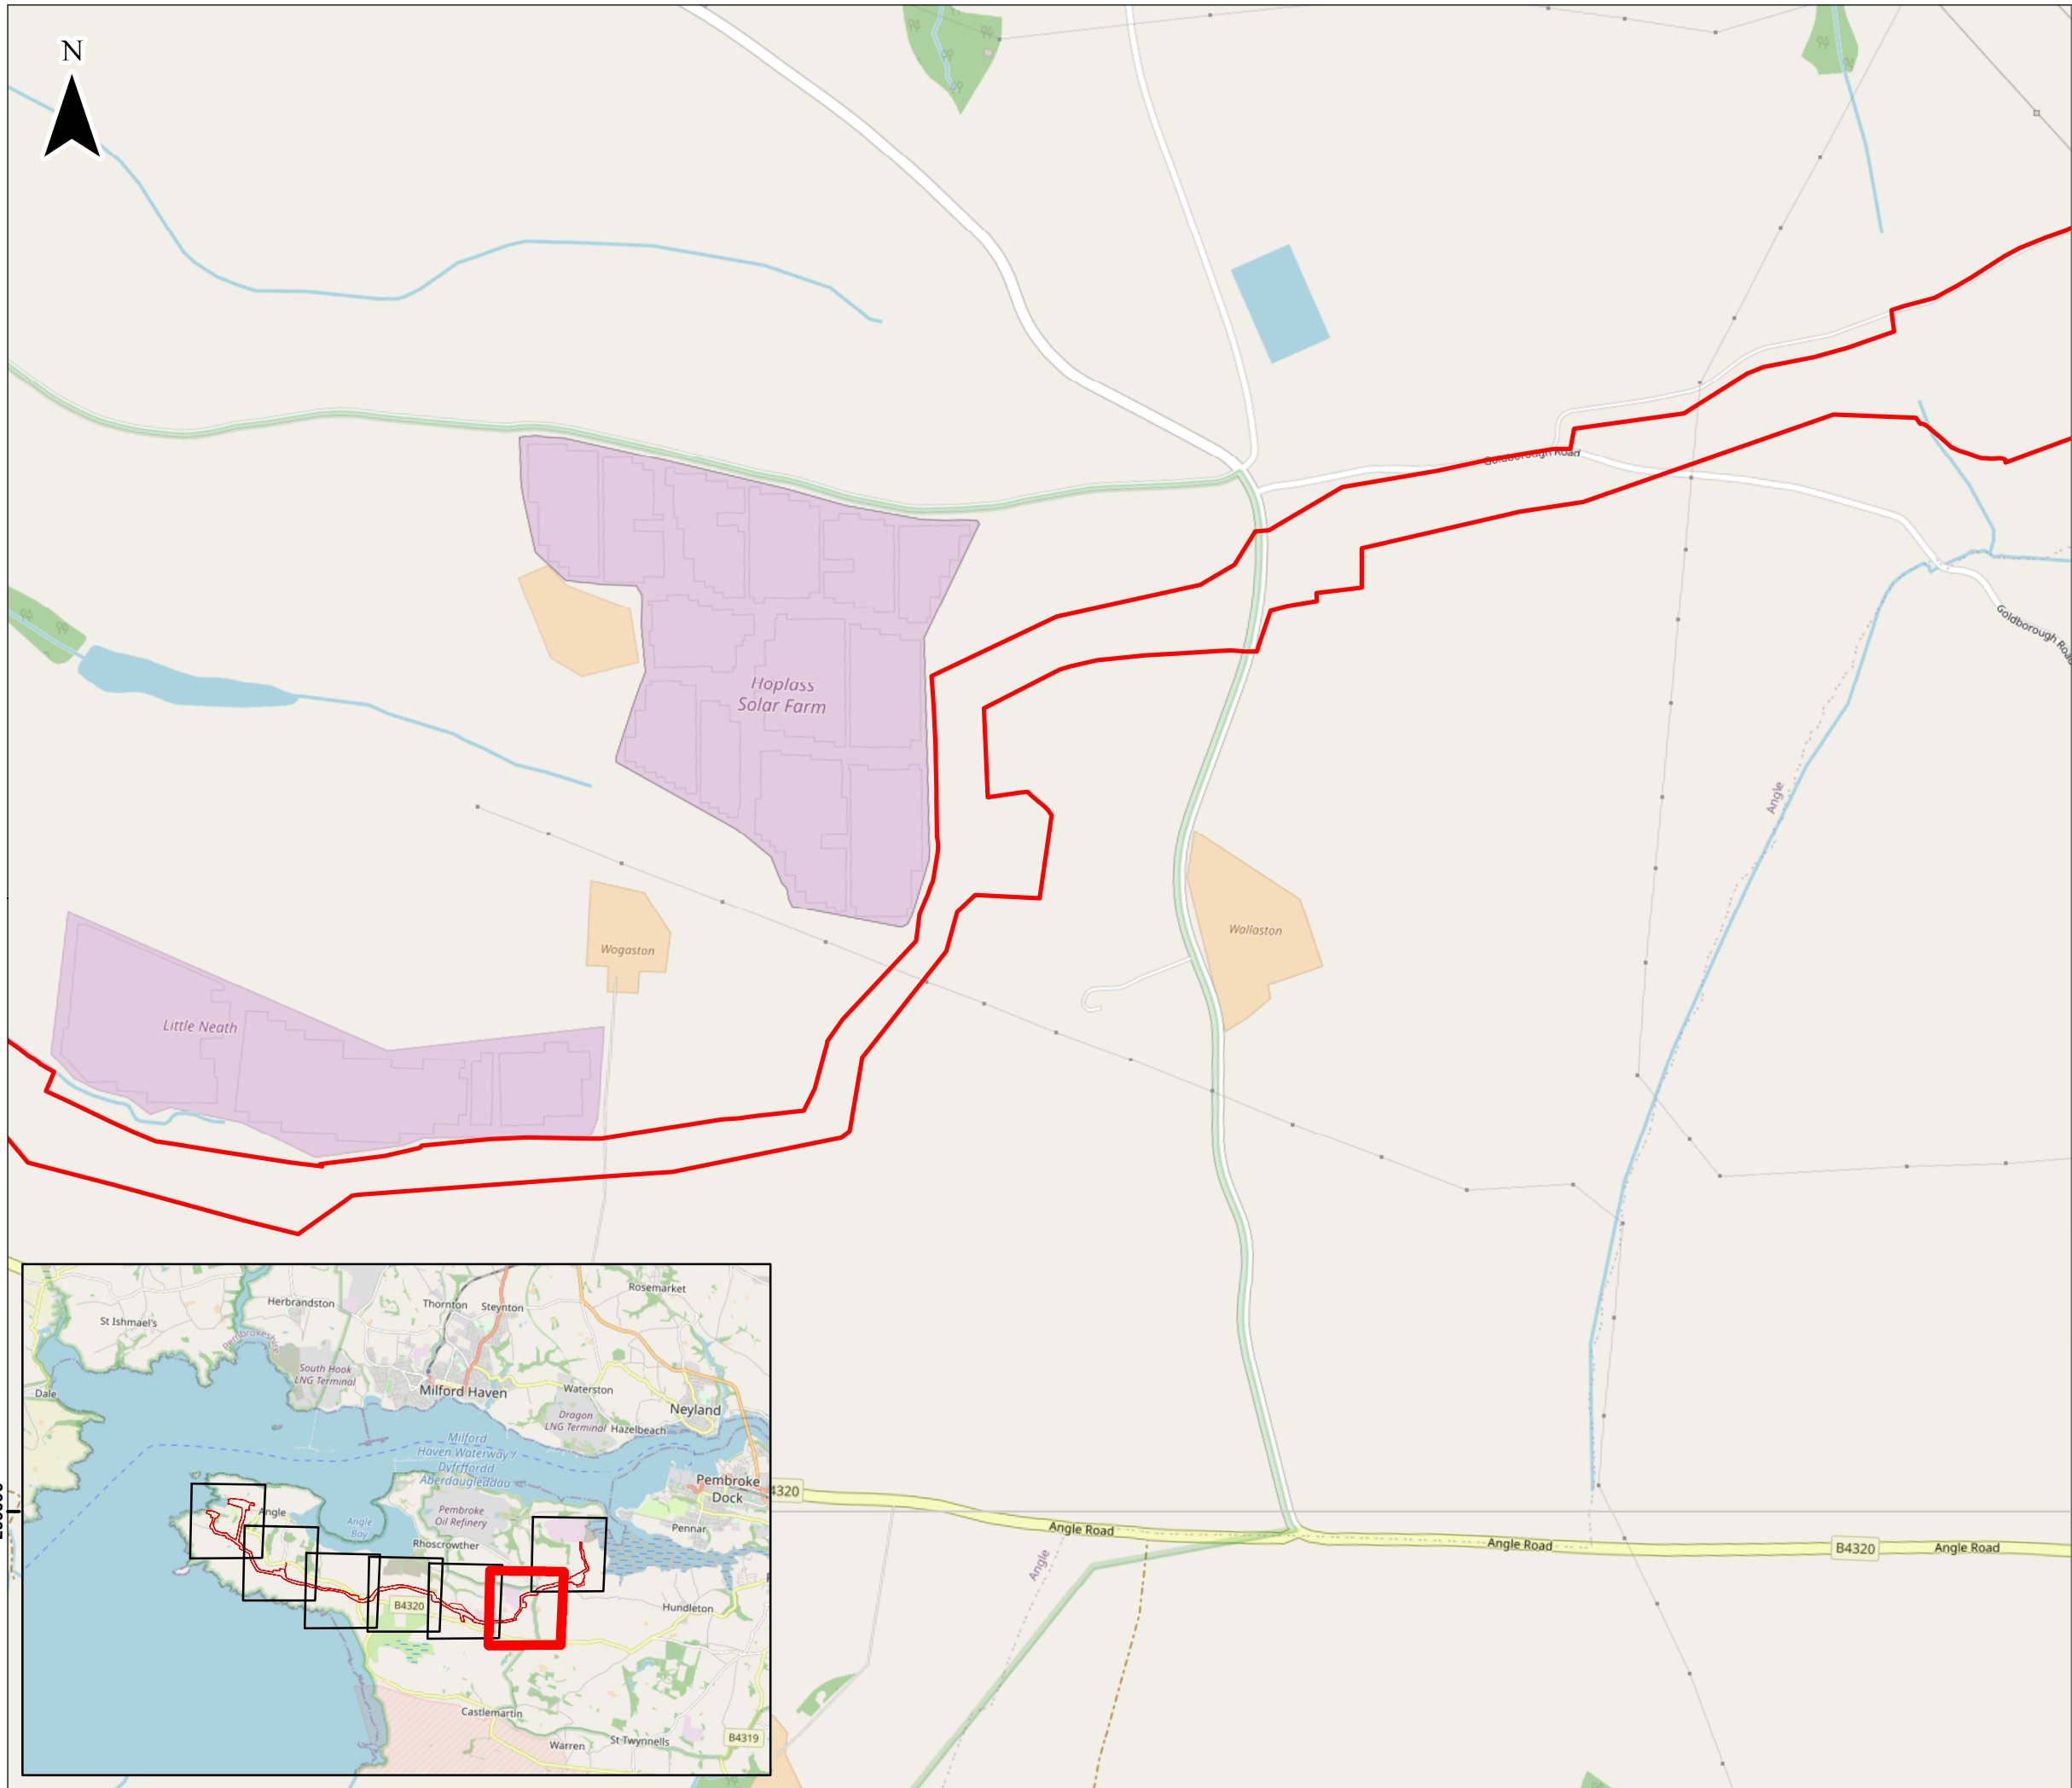 N
Goldborough Road
Goldborough Road
Hoplass
Solar Farm
Angle
Wogaston
Wallaston
Little Neath
Rosemarket
Herbrandston
Thornton
Steynton
St Ishmael's
Pembrokeshire
South Hook
LNG Terminal
Milford Haven
Waterston
Dale
Neyland
Dragon
LNG Terminal
Hazelbeach
Milford
Haven Waterway /
Dyfrffordd
Aberdaugleddau
Pembroke
Dock
4320
Angle
Pembroke
Oil Refinery
Angle
Bay
Pennar
Rhoscrowther
B4320
Hundleton
Castlemartin
Warren
St Twynnells
B4319
Angle Road
Angle Road
B4320
Angle Road
Angle